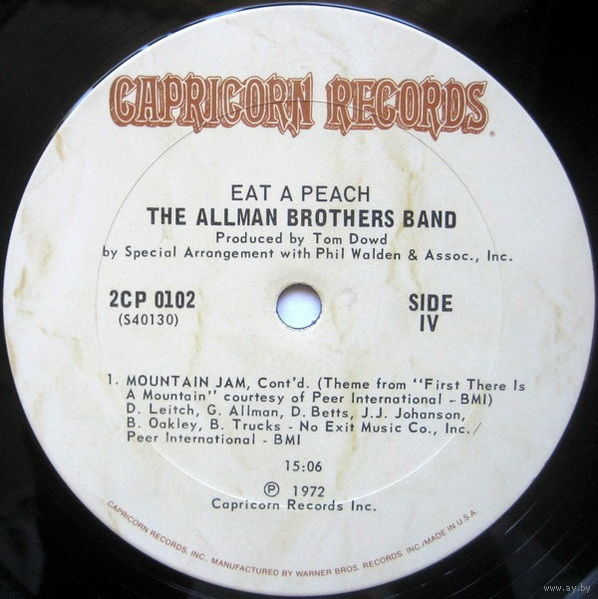 CAPRICORN RECORDS
EAT A PEACH
THE ALLMAN BROTHERS BAND
Produced by Tom Dowd
by Special Arrangement with Phil Walden & Assoc., Inc.
2CP 0102
(S40130)
SIDE
IV
1. MOUNTAIN JAM, Cont'd. (Theme from "First There Is
A Mountain" courtesy of Peer International - BMI)
D. Leitch, G. Allman, D. Betts, J.J. Johanson,
B. Oakley, B. Trucks - No Exit Music Co., Inc./
Peer International - BMI
15:06
℗ 1972
Capricorn Records Inc.
CAPRICORN RECORDS, INC. MANUFACTURED BY WARNER BROS. RECORDS INC./MADE IN U.S.A.
www.ay.by